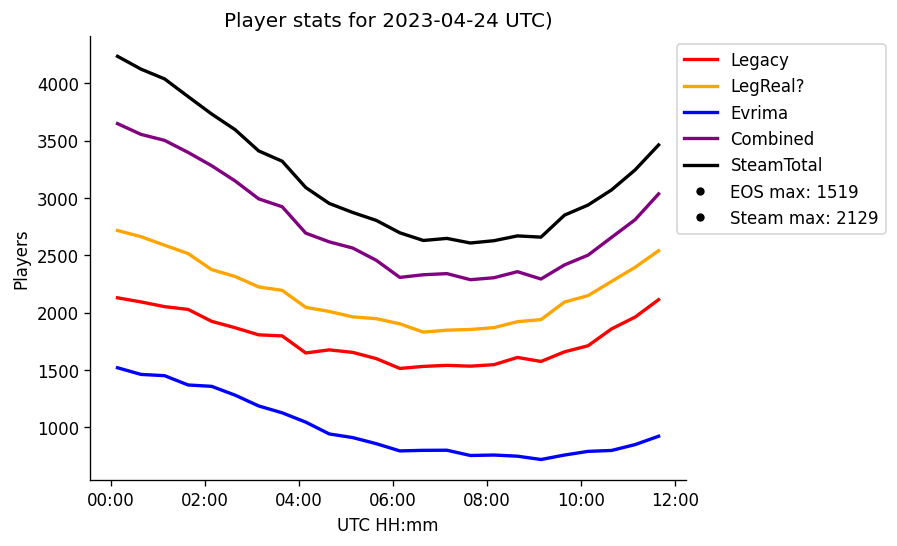 Player stats for 2023-04-24 UTC)
Legacy
LegReal?
Evrima
Combined
SteamTotal
EOS max: 1519
Steam max: 2129
Players
4000
3500
3000
2500
2000
1500
1000
00:00 02:00 04:00 06:00 08:00 10:00 12:00
UTC HH:mm